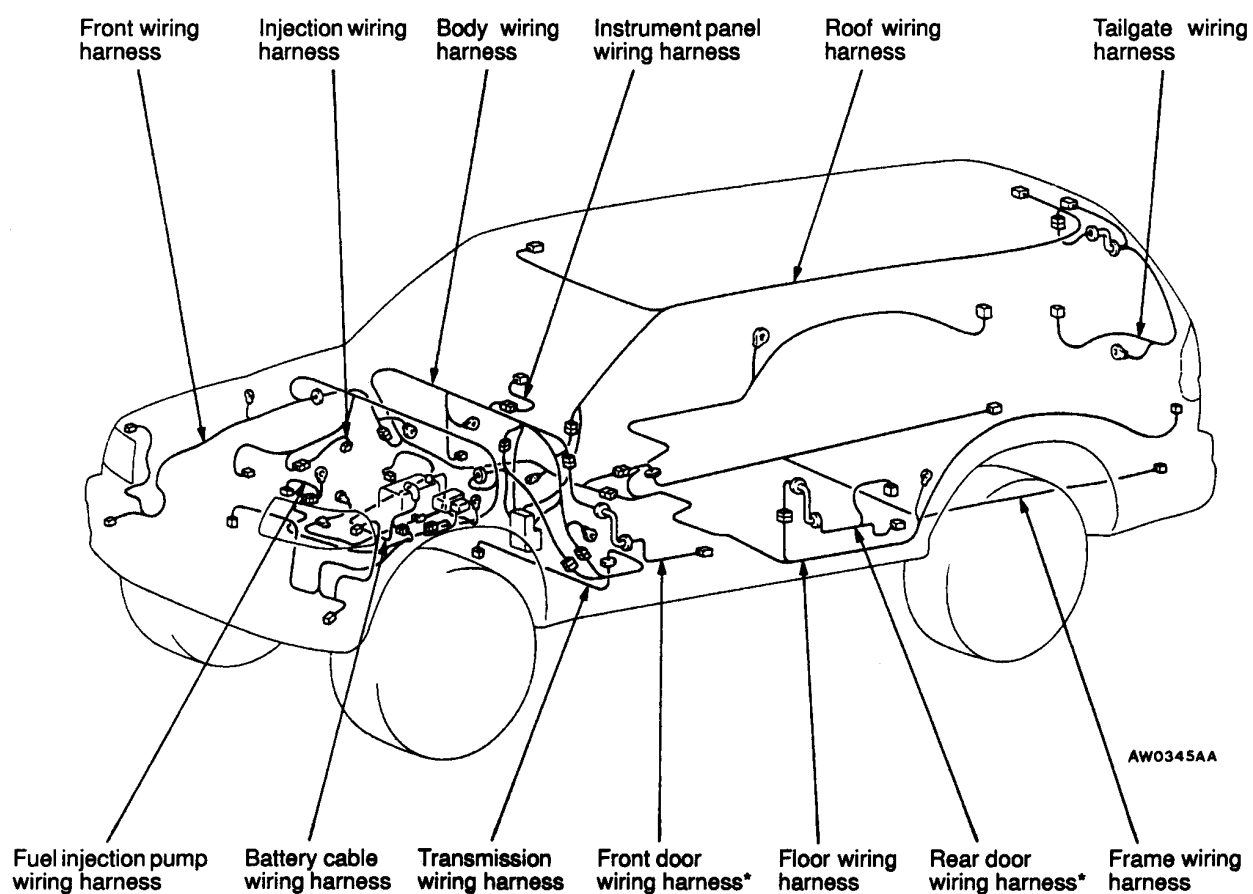 Front wiring
harness
Injection wiring
harness
Body wiring
harness
Instrument panel
wiring harness
Roof wiring
harness
Tailgate wiring
harness
AW0345AA
Fuel injection pump
wiring harness
Battery cable
wiring harness
Transmission
wiring harness
Front door
wiring harness*
Floor wiring
harness
Rear door
wiring harness*
Frame wiring
harness